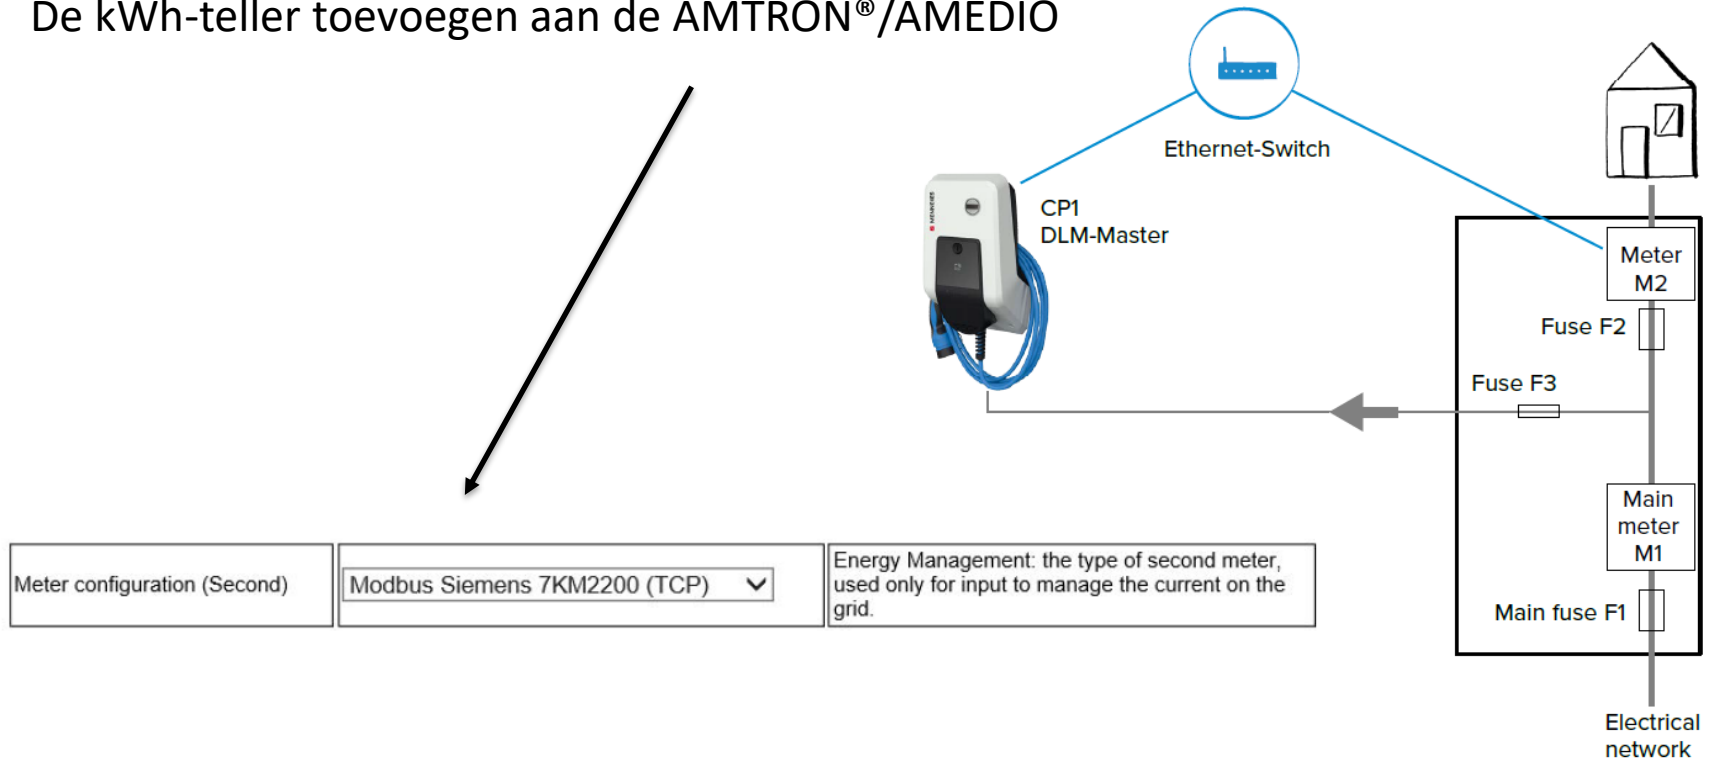 De kWh-teller toevoegen aan de AMTRON®/AMEDIO
Ethernet-Switch
CP1
DLM-Master
MENNEKES
Meter
M2
Fuse F2
Fuse F3
Main
meter
M1
Main fuse F1
Electrical
network
Meter configuration (Second)
Modbus Siemens 7KM2200 (TCP)
Energy Management: the type of second meter,
used only for input to manage the current on the
grid.